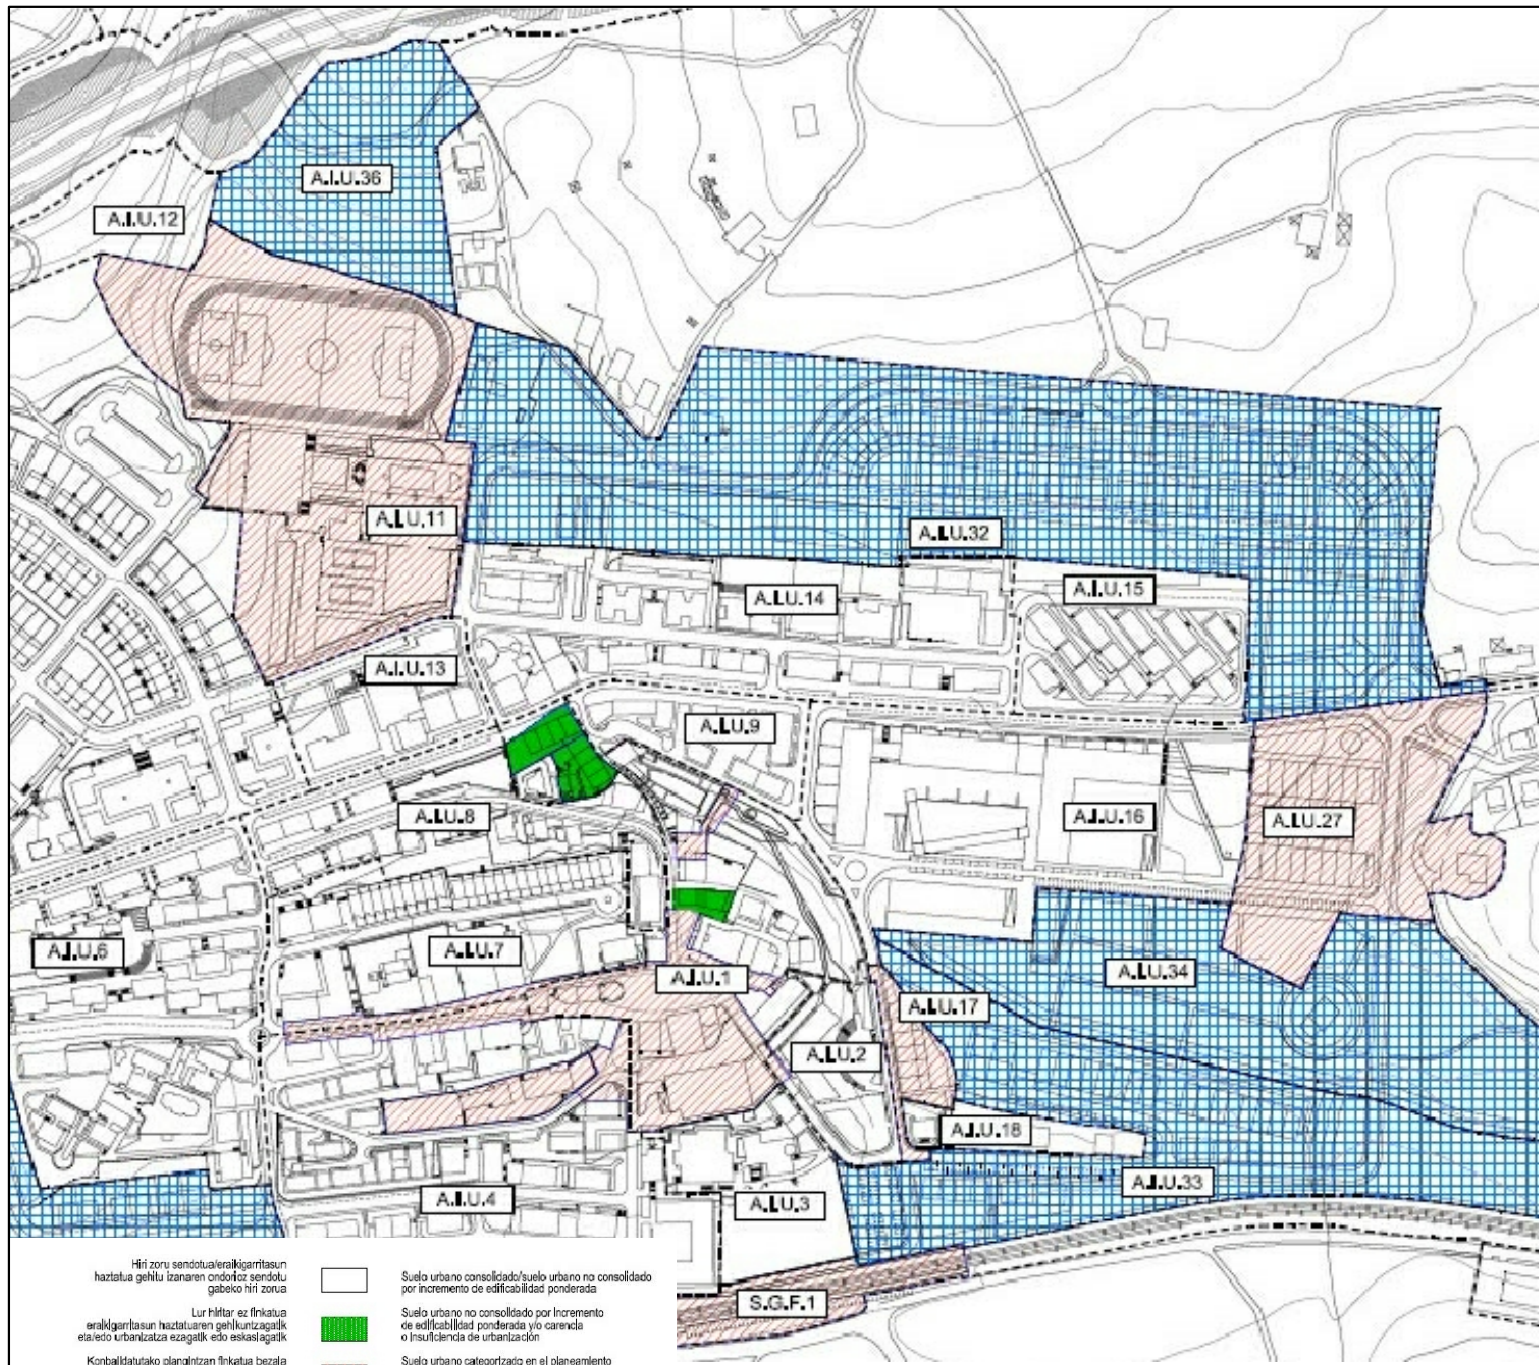 A.I.U.36
A.I.U.12
A.I.U.11
A.I.U.32
A.I.U.14
A.I.U.15
A.I.U.13
A.I.U.9
A.I.U.8
A.I.U.16
A.I.U.27
A.I.U.6
A.I.U.7
A.I.U.1
A.I.U.34
A.I.U.17
A.I.U.2
A.I.U.18
A.I.U.33
A.I.U.4
A.I.U.3
S.G.F.1
Hiri zoru sendotua/eraikigarritasun
haztatua gehitu izanaren ondorioz sendotu
gabeko hiri zorua
Suelo urbano consolidado/suelo urbano no consolidado
por incremento de edificabilidad ponderada
Lur hiritar ez finkatua
eraikigarritasun haztatuaren gehikuntzagatik
eta/edo urbanizatza ezagatik edo eskasiagatik
Suelo urbano no consolidado por incremento
de edificabilidad ponderada y/o carencia
o insuficiencia de urbanización
Konbalidatutako plangintzan finkatua bezala
Suelo urbano categorizado en el planeamiento